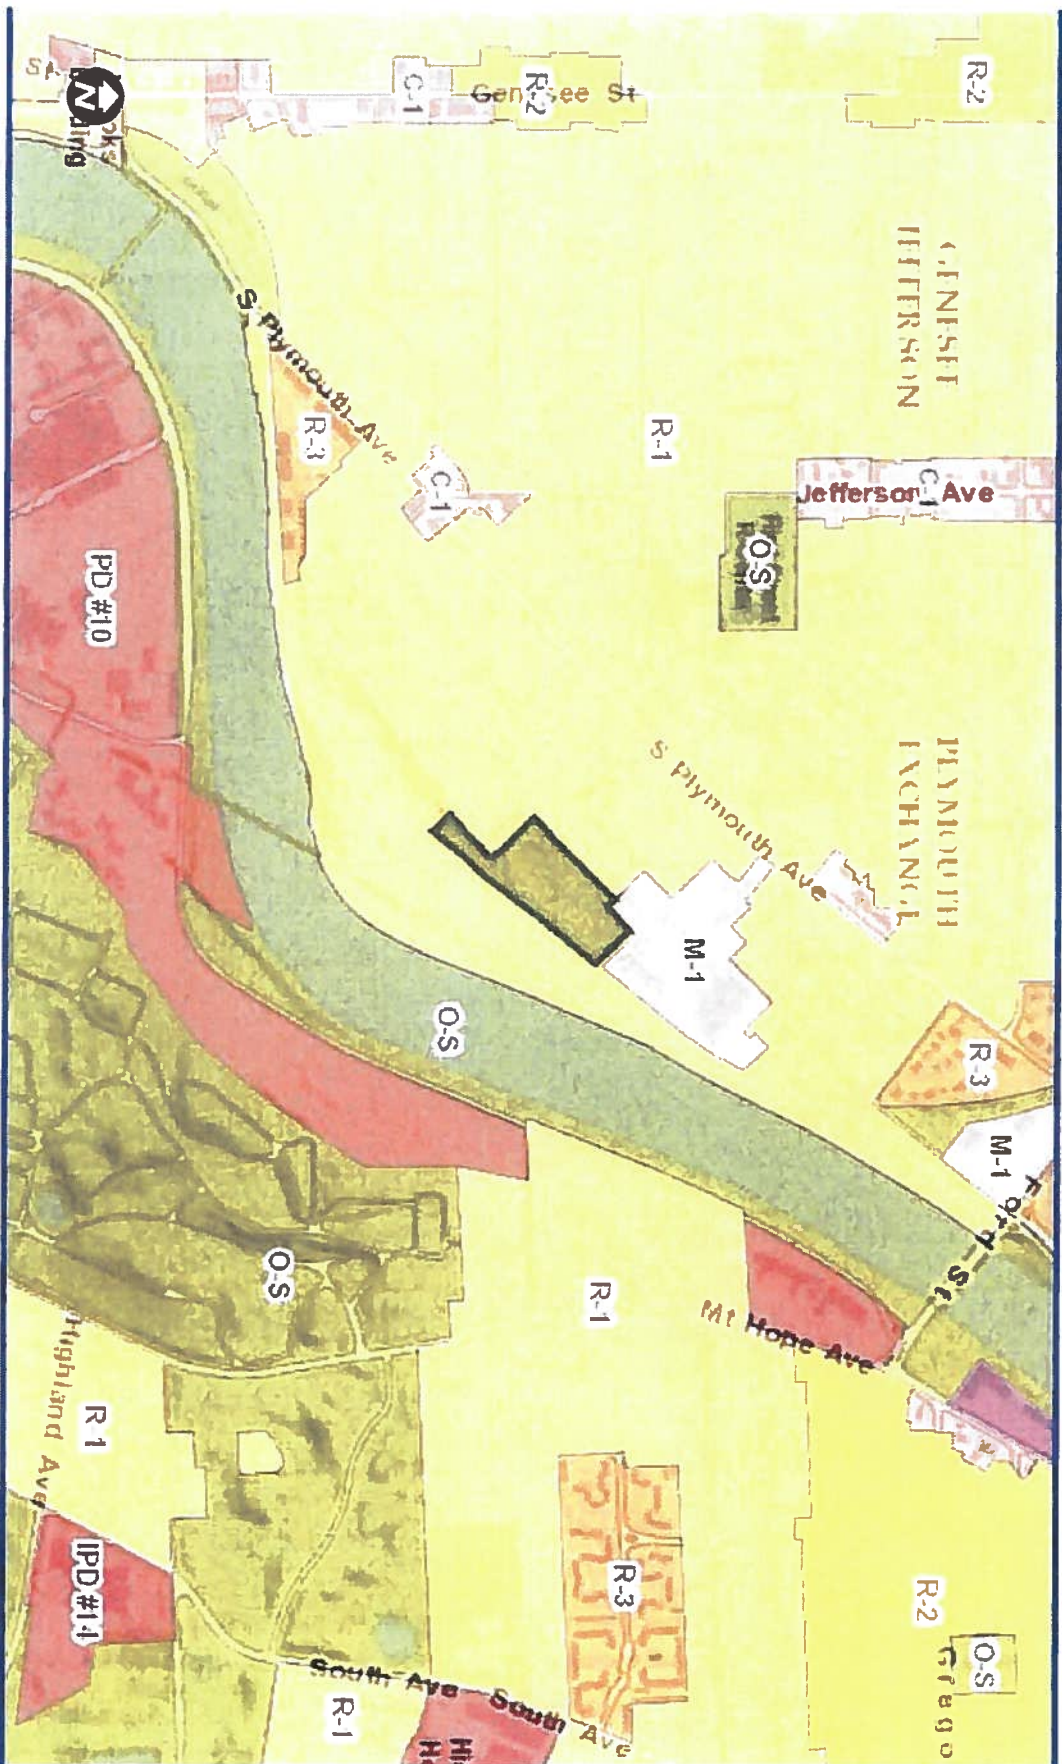 R-2
R-2
Genesee St
C-1
N
GENESEE
JEFFERSON
S Plymouth Ave
R-3
C-1
R-1
C-1
Jefferson Ave
O-S
PD #10
PLYMOUTH
EXCHANGE
S Plymouth Ave
M-1
O-S
R-3
M-1
Ford St
O-S
R-1
Mt Hope Ave
Highland Ave
R-1
R-3
R-2
O-S
Grego
South Ave
South Ave
R-1